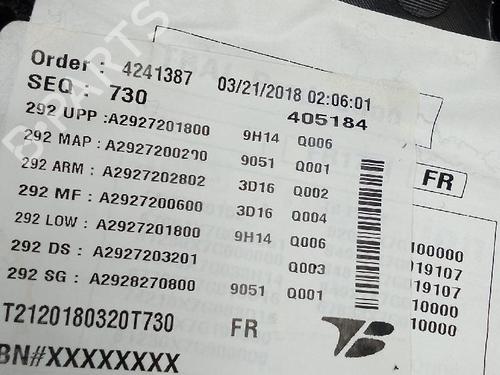 Order : 4241387 03/21/2018 02:06:01
SEQ : 730 405184
292 UPP : A2927201800 9H14 Q006
292 MAP : A2927200290 9051 Q001
292 ARM : A2927202802 3D16 Q002
292 MF : A2927200600 3D16 Q004
292 LOW : A2927201800 9H14 Q006
292 DS : A2927203201 Q003
292 SG : A2928270800 9051 Q001
T2120180320T730 FR
BN#XXXXXXXX
FR
100000
019107
019107
10000
10000
B-PARTS